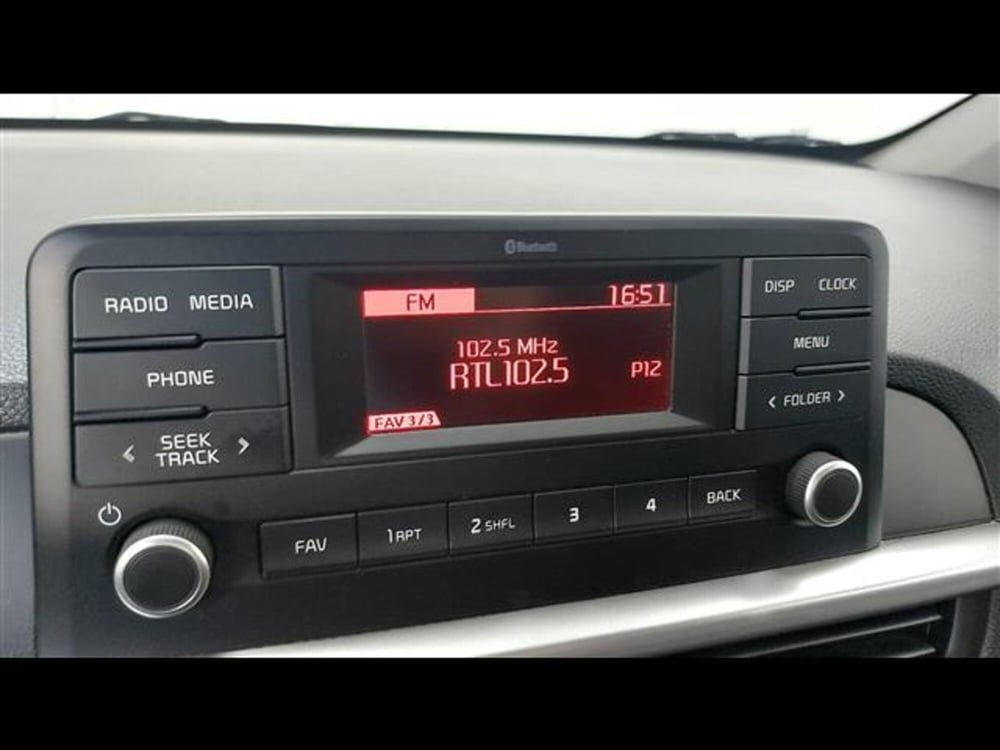 Bluetooth
RADIO MEDIA
PHONE
< SEEK TRACK >
FM 16:51
102.5 MHz
RTL102.5 P12
FAV 3/3
DISP CLOCK
MENU
< FOLDER >
FAV 1 RPT 2 SHFL 3 4 BACK